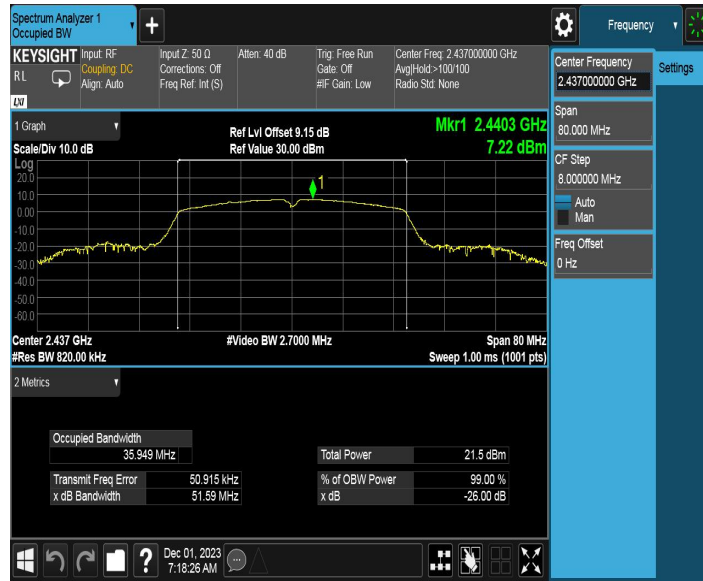 Spectrum Analyzer 1
Occupied BW
+
Frequency
KEYSIGHT
RL
LXI
Input: RF
Coupling: DC
Align: Auto
Input Z: 50 Ω
Corrections: Off
Freq Ref: Int (S)
Atten: 40 dB
Trig: Free Run
Gate: Off
#IF Gain: Low
Center Freq: 2.437000000 GHz
Avg|Hold:>100/100
Radio Std: None
Center Frequency
2.437000000 GHz
Settings
Span
80.000 MHz
CF Step
8.000000 MHz
Auto
Man
Freq Offset
0 Hz
1 Graph
Ref Lvl Offset 9.15 dB
Mkr1 2.4403 GHz
Scale/Div 10.0 dB
Ref Value 30.00 dBm
7.22 dBm
Log
1
20.0
10.0
0.00
-10.0
-20.0
-30.0
-40.0
-50.0
-60.0
Center 2.437 GHz
#Video BW 2.7000 MHz
Span 80 MHz
#Res BW 820.00 kHz
Sweep 1.00 ms (1001 pts)
2 Metrics
Occupied Bandwidth
35.949 MHz
Total Power 21.5 dBm
Transmit Freq Error 50.915 kHz
% of OBW Power 99.00 %
x dB Bandwidth 51.59 MHz
x dB -26.00 dB
?
Dec 01, 2023
7:18:26 AM